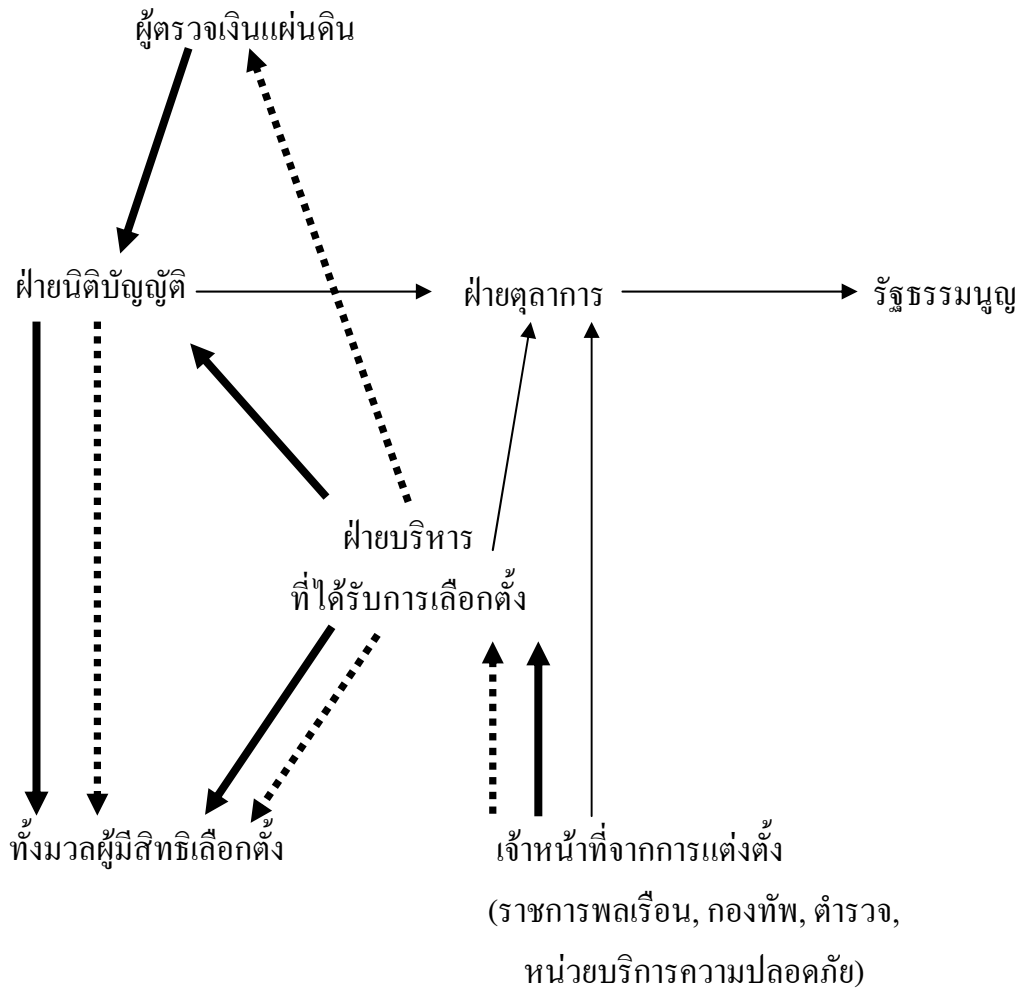 ผู้ตรวจเงินแผ่นดิน
ฝ่ายนิติบัญญัติ
ฝ่ายตุลาการ
รัฐธรรมนูญ
ฝ่ายบริหาร
ที่ได้รับการเลือกตั้ง
ทั้งมวลผู้มีสิทธิเลือกตั้ง
เจ้าหน้าที่จากการแต่งตั้ง
(ราชการพลเรือน, กองทัพ, ตำรวจ,
หน่วยบริการความปลอดภัย)